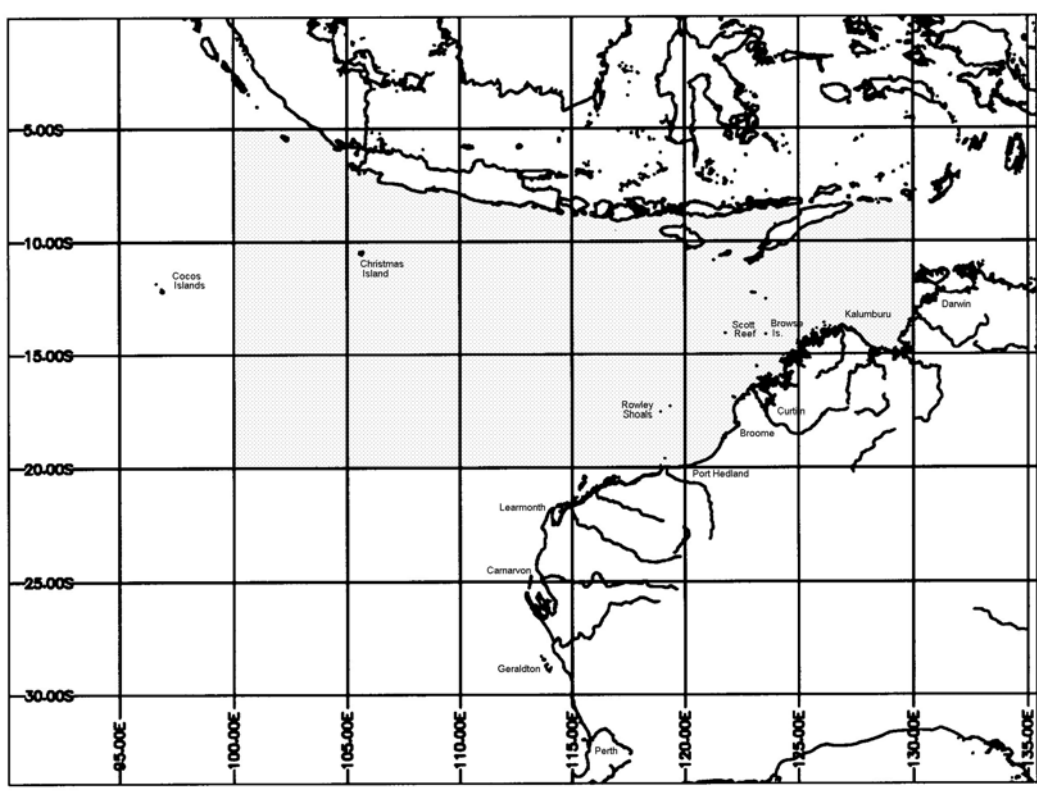 5-00S
10-00S
Cocos
Islands
Christmas
Island
Darwin
Kalumburu
Scott
Reef
Browse
Is.
15-00S
Rowley
Shoals
Curtin
Broome
20-00S
Port Hedland
Learmonth
Carnarvon
25-00S
Geraldton
30-00S
95-00E
100-00E
105-00E
110-00E
115-00E
120-00E
125-00E
130-00E
135-00E
Perth